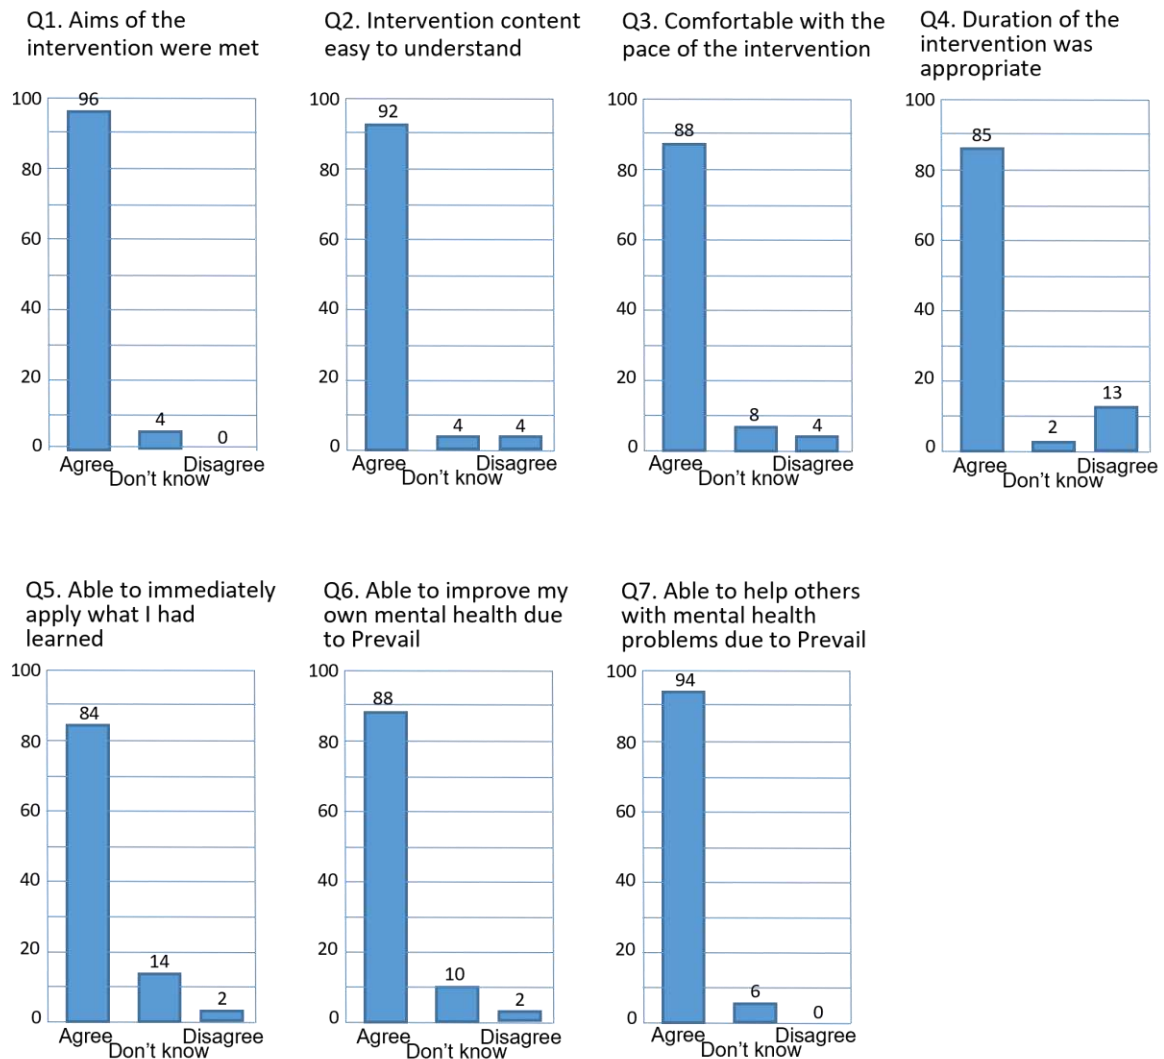 Q1. Aims of the
intervention were met
100
96
80
60
40
20
4
0
0
Agree
Don't know
Disagree
Q2. Intervention content
easy to understand
100
92
80
60
40
20
4
4
0
Agree
Don't know
Disagree
Q3. Comfortable with the
pace of the intervention
100
88
80
60
40
20
8
4
0
Agree
Don't know
Disagree
Q4. Duration of the
intervention was
appropriate
100
85
80
60
40
20
2
13
0
Agree
Don't know
Disagree
Q5. Able to immediately
apply what I had
learned
100
84
80
60
40
20
14
2
0
Agree
Don't know
Disagree
Q6. Able to improve my
own mental health due
to Prevail
100
88
80
60
40
20
10
2
0
Agree
Don't know
Disagree
Q7. Able to help others
with mental health
problems due to Prevail
100
94
80
60
40
20
6
0
0
Agree
Don't know
Disagree